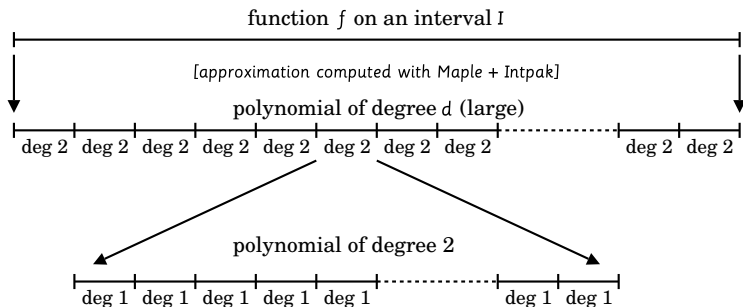 function f on an interval I
[approximation computed with Maple + Intpak]
polynomial of degree d (large)
deg 2 deg 2 deg 2 deg 2 deg 2 deg 2 deg 2 deg 2 deg 2 deg 2
polynomial of degree 2
deg 1 deg 1 deg 1 deg 1 deg 1 deg 1 deg 1